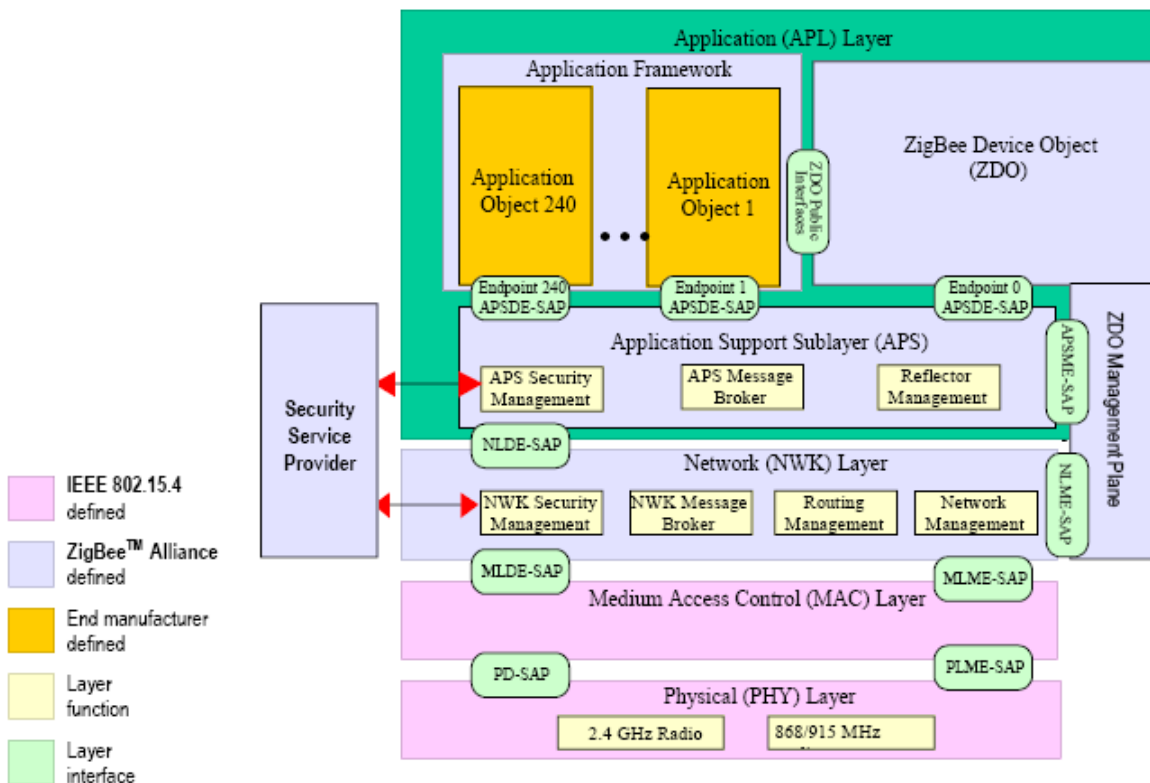 Application (APL) Layer
Application Framework
Application
Object 240
Application
Object 1
ZDO Public
Interfaces
ZigBee Device Object
(ZDO)
Endpoint 240
APSDE-SAP
Endpoint 1
APSDE-SAP
Endpoint 0
APSDE-SAP
Application Support Sublayer (APS)
APS Security
Management
APS Message
Broker
Reflector
Management
APSME-SAP
ZDO Management Plane
Security
Service
Provider
NLDE-SAP
Network (NWK) Layer
NWK Security
Management
NWK Message
Broker
Routing
Management
Network
Management
NLME-SAP
MLDE-SAP
MLME-SAP
Medium Access Control (MAC) Layer
PD-SAP
PLME-SAP
Physical (PHY) Layer
2.4 GHz Radio
868/915 MHz
IEEE 802.15.4
defined
ZigBee™ Alliance
defined
End manufacturer
defined
Layer
function
Layer
interface